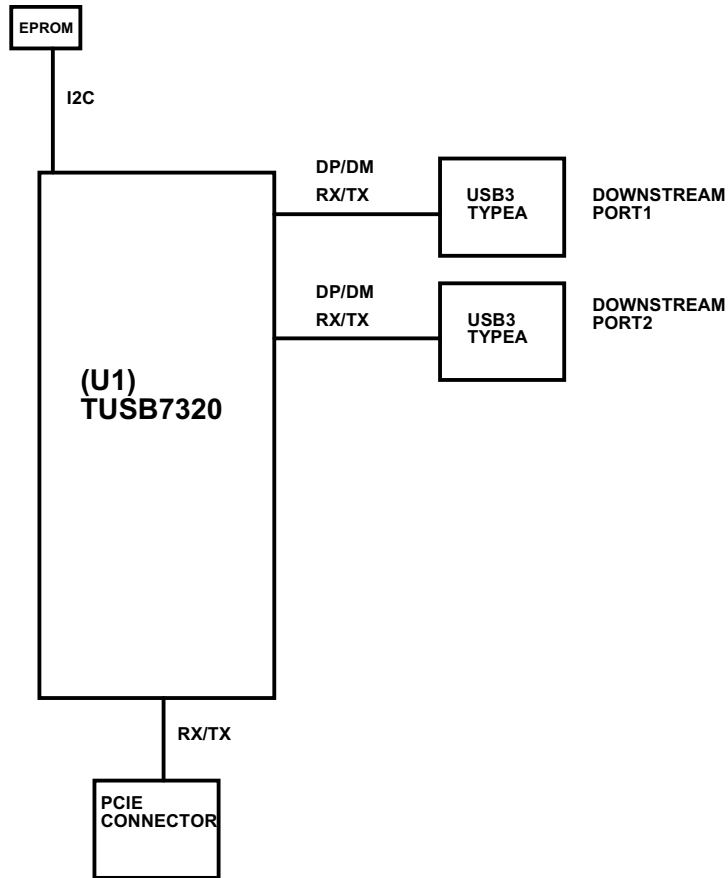 EPROM
I2C
DP/DM
RX/TX
USB3
TYPEA
DOWNSTREAM
PORT1
DP/DM
RX/TX
USB3
TYPEA
DOWNSTREAM
PORT2
(U1)
TUSB7320
RX/TX
PCIE
CONNECTOR